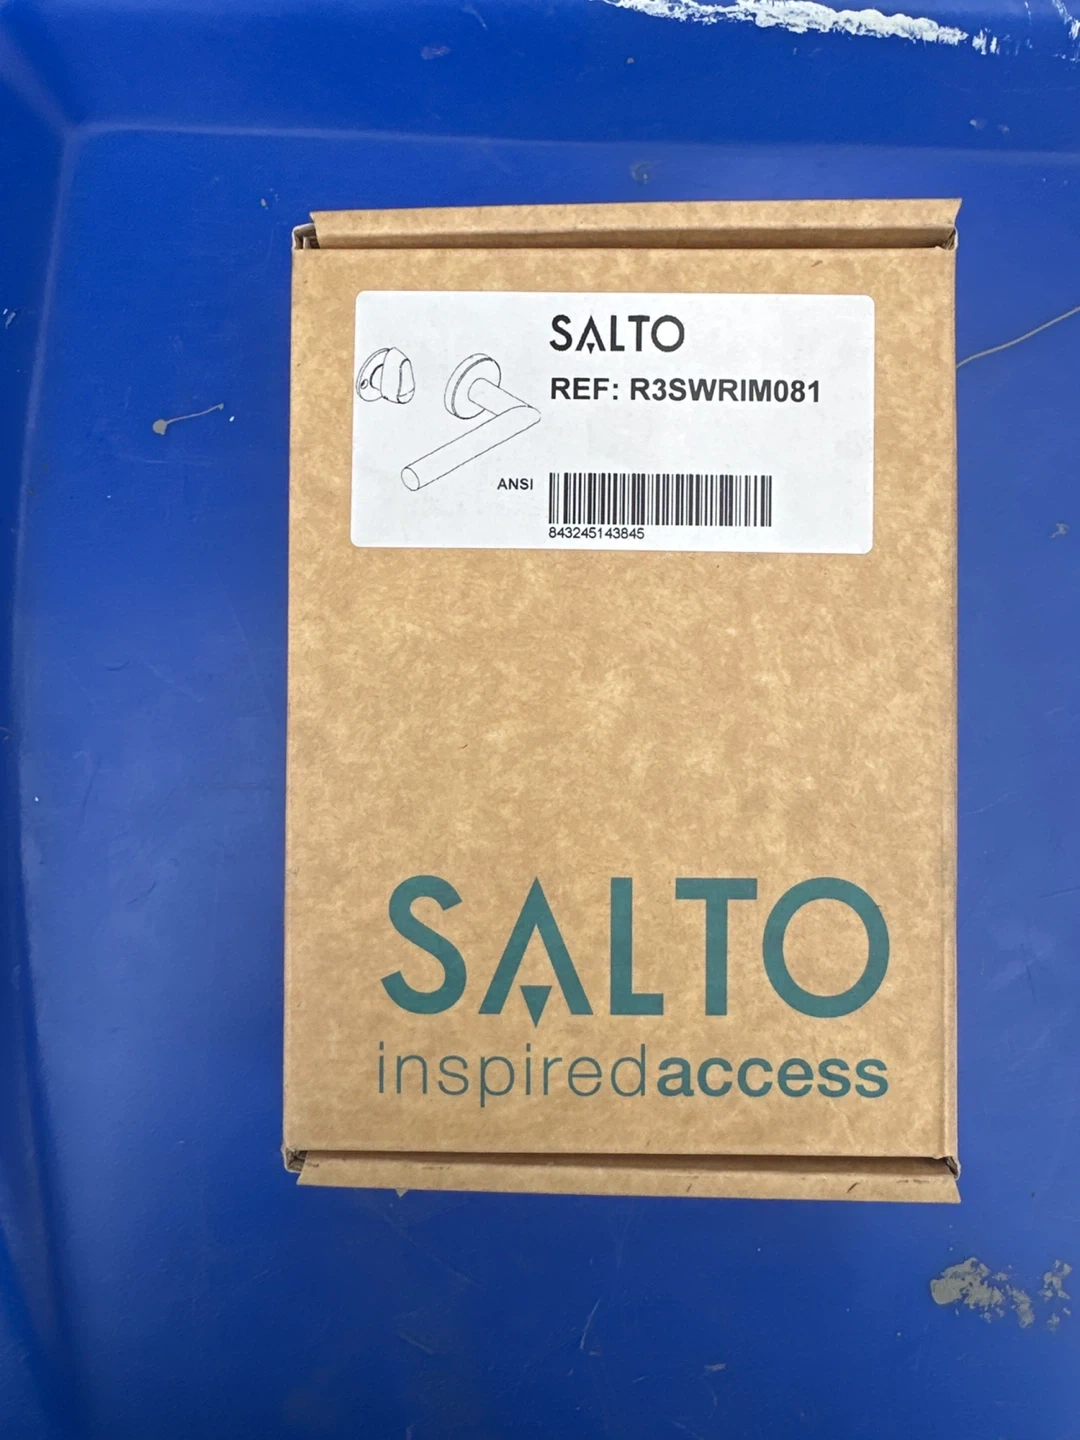 SALTO
REF: R3SWRIM081
ANSI
843245143845
SALTO
inspiredaccess